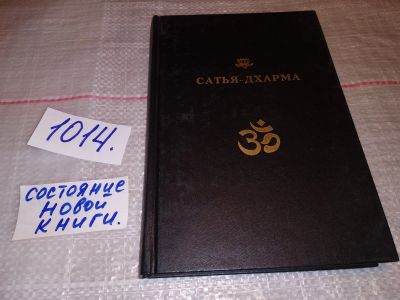 САТЬЯ-ДХАРМА
ॐ
1014.
состояние
новой
книги.